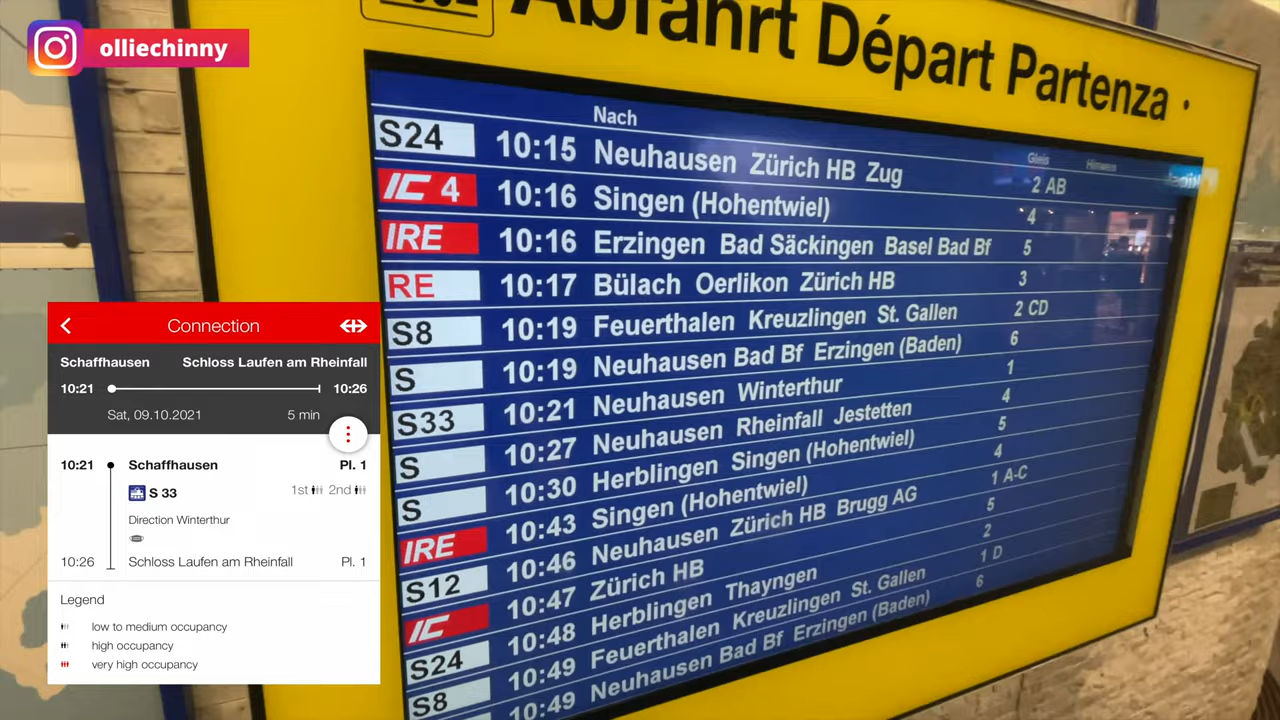 olliechinny
Abfahrt Départ Partenza
Nach Gleis Hinweis
S24 10:15 Neuhausen Zürich HB Zug 2 AB
IC 4 10:16 Singen (Hohentwiel) 4
IRE 10:16 Erzingen Bad Säckingen Basel Bad Bf 5
RE 10:17 Bülach Oerlikon Zürich HB 3
S8 10:19 Feuerthalen Kreuzlingen St. Gallen 2 CD
S 10:19 Neuhausen Bad Bf Erzingen (Baden) 6
S33 10:21 Neuhausen Winterthur 1
S 10:27 Neuhausen Rheinfall Jestetten 4
S 10:30 Herblingen Singen (Hohentwiel) 5
IRE 10:43 Singen (Hohentwiel) 4
S12 10:46 Neuhausen Zürich HB Brugg AG 1 A-C
IC 10:47 Zürich HB 5
S24 10:48 Herblingen Thayngen 2
S8 10:49 Feuerthalen Kreuzlingen St. Gallen 1 D
10:49 Neuhausen Bad Bf Erzingen (Baden) 6
Connection
Schaffhausen Schloss Laufen am Rheinfall
10:21 10:26
Sat, 09.10.2021 5 min
10:21 Schaffhausen Pl. 1
S 33 1st 2nd
Direction Winterthur
10:26 Schloss Laufen am Rheinfall Pl. 1
Legend
low to medium occupancy
high occupancy
very high occupancy